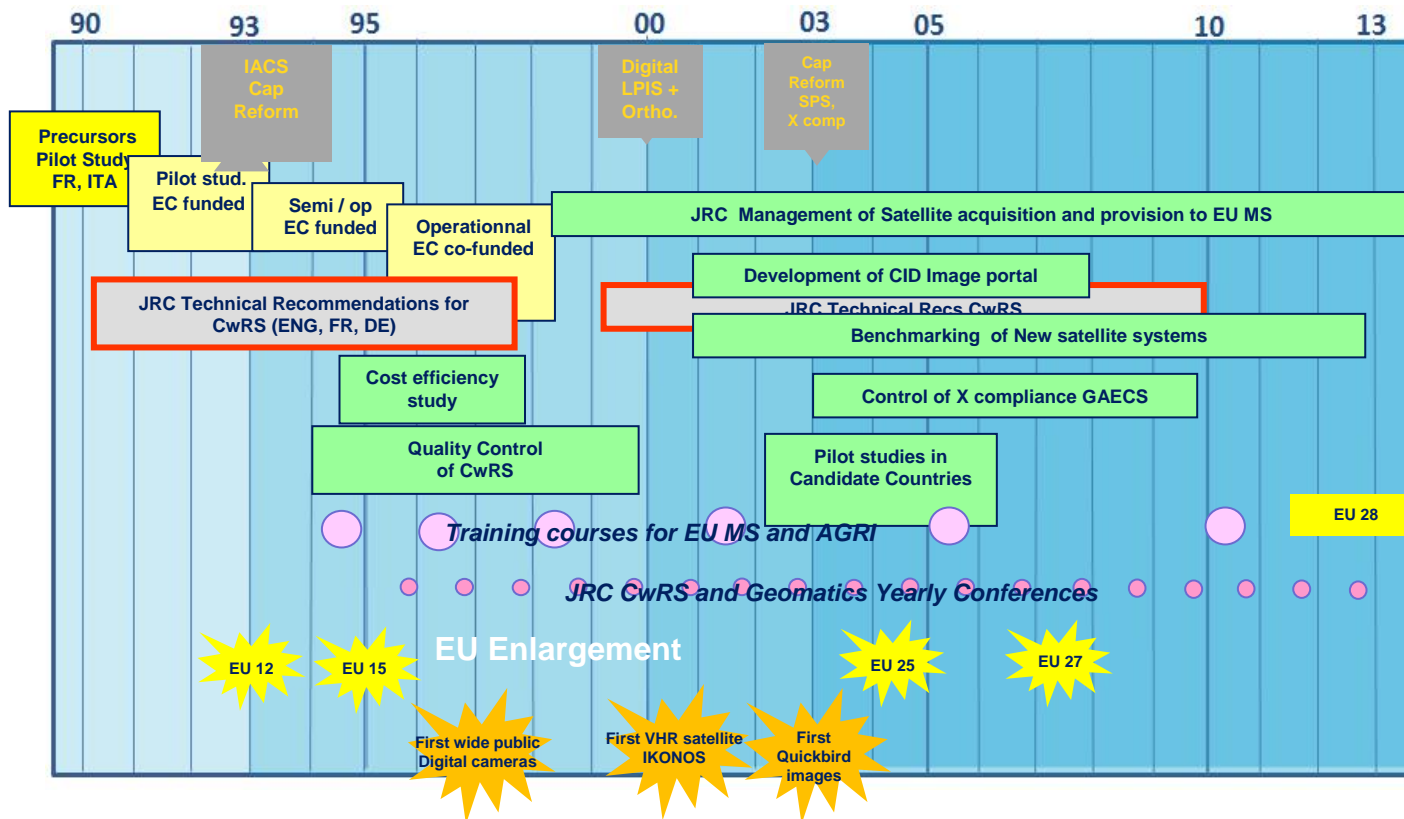 90 93 95 00 03 05 10 13
IACS
Cap
Reform
Digital
LPIS +
Ortho.
Cap
Reform
SPS,
X comp
Precursors
Pilot Study
FR, ITA
Pilot stud.
EC funded
Semi / op
EC funded
Operationnal
EC co-funded
JRC Management of Satellite acquisition and provision to EU MS
Development of CID Image portal
JRC Technical Recommendations for
CwRS (ENG, FR, DE)
JRC Technical Recs CwRS
Benchmarking of New satellite systems
Cost efficiency
study
Control of X compliance GAECS
Quality Control
of CwRS
Pilot studies in
Candidate Countries
EU 28
Training courses for EU MS and AGRI
JRC CwRS and Geomatics Yearly Conferences
EU 12
EU 15
EU Enlargement
EU 25
EU 27
First wide public
Digital cameras
First VHR satellite
IKONOS
First
Quickbird
images